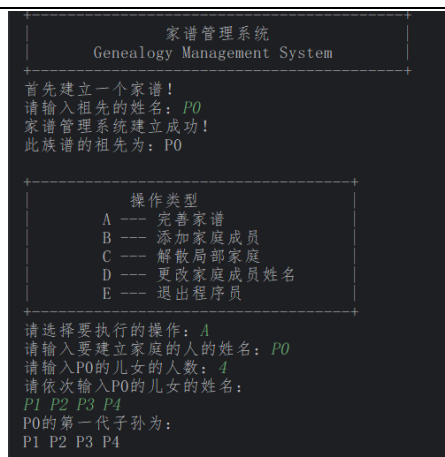 +---------------------------------------------+
家谱管理系统
Genealogy Management System
+---------------------------------------------+
首先建立一个家谱!
请输入祖先的姓名: P0
家谱管理系统建立成功!
此族谱的祖先为: P0
+---------------------------------------+
操作类型
A --- 完善家谱
B --- 添加家庭成员
C --- 解散局部家庭
D --- 更改家庭成员姓名
E --- 退出程序员
+---------------------------------------+
请选择要执行的操作: A
请输入要建立家庭的人的姓名: P0
请输入P0的儿女的人数: 4
请依次输入P0的儿女的姓名:
P1 P2 P3 P4
P0的第一代子孙为:
P1 P2 P3 P4